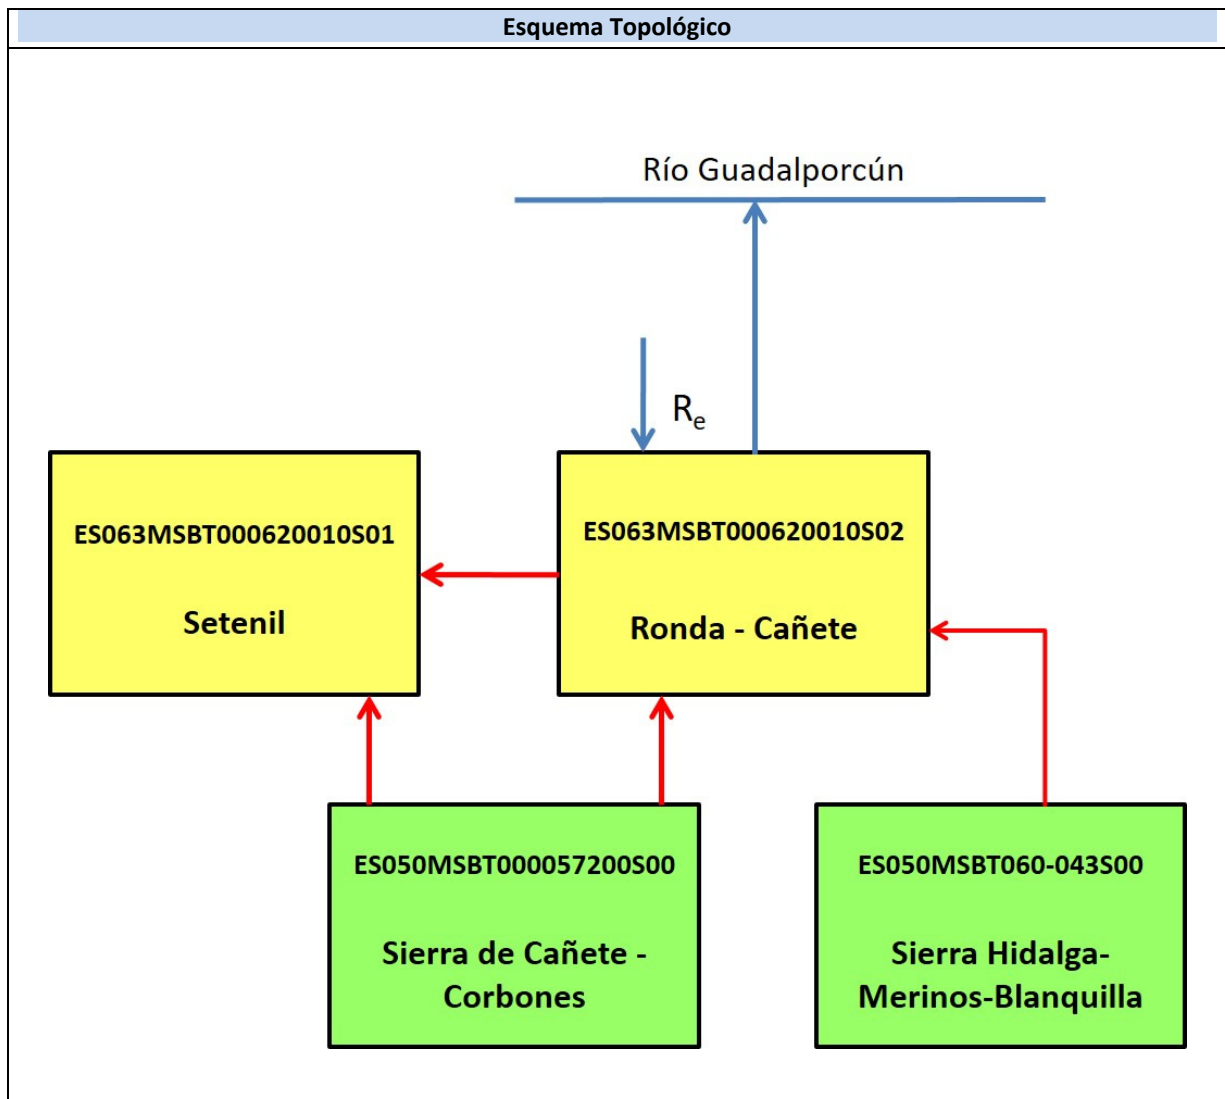 Esquema Topológico
Río Guadalporcún
Re
ES063MSBT000620010S01
Setenil
ES063MSBT000620010S02
Ronda - Cañete
ES050MSBT000057200S00
Sierra de Cañete -
Corbones
ES050MSBT060-043S00
Sierra Hidalga-
Merinos-Blanquilla